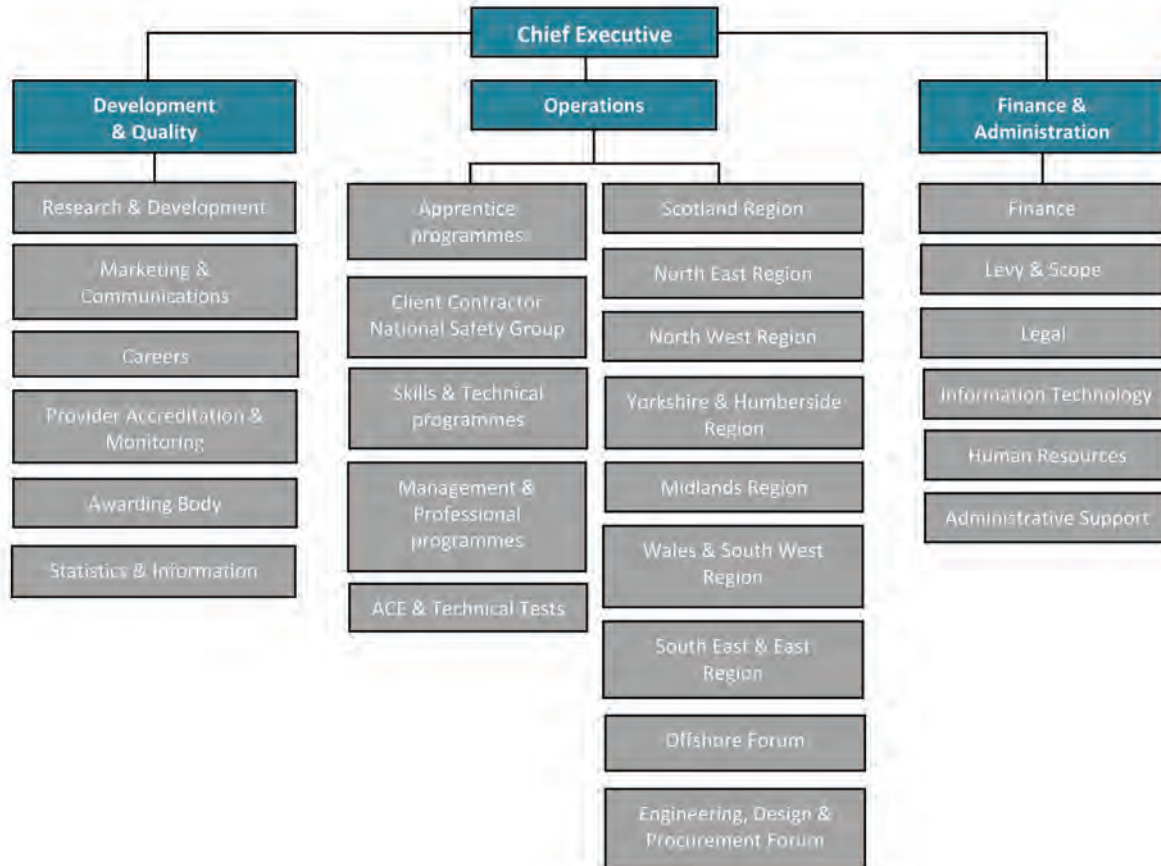 Chief Executive
Development
& Quality
Research & Development
Marketing &
Communications
Careers
Provider Accreditation &
Monitoring
Awarding Body
Statistics & Information
Operations
Apprentice
programmes
Client Contractor
National Safety Group
Skills & Technical
programmes
Management &
Professional
programmes
ACE & Technical Tests
Scotland Region
North East Region
North West Region
Yorkshire & Humberside
Region
Midlands Region
Wales & South West
Region
South East & East
Region
Offshore Forum
Engineering, Design &
Procurement Forum
Finance &
Administration
Finance
Levy & Scope
Legal
Information Technology
Human Resources
Administrative Support